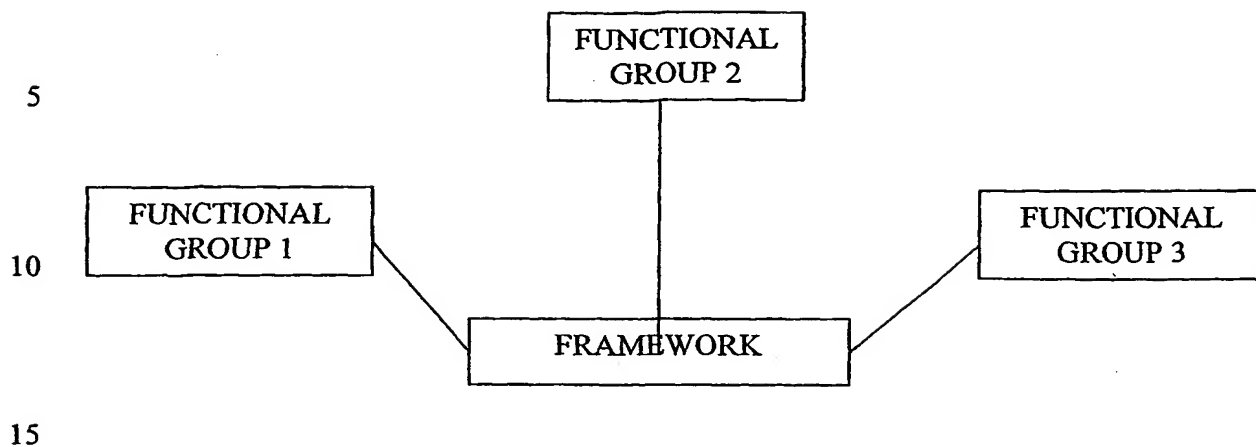 FUNCTIONAL
GROUP 2
5
FUNCTIONAL
GROUP 1
FUNCTIONAL
GROUP 3
10
FRAMEWORK
15